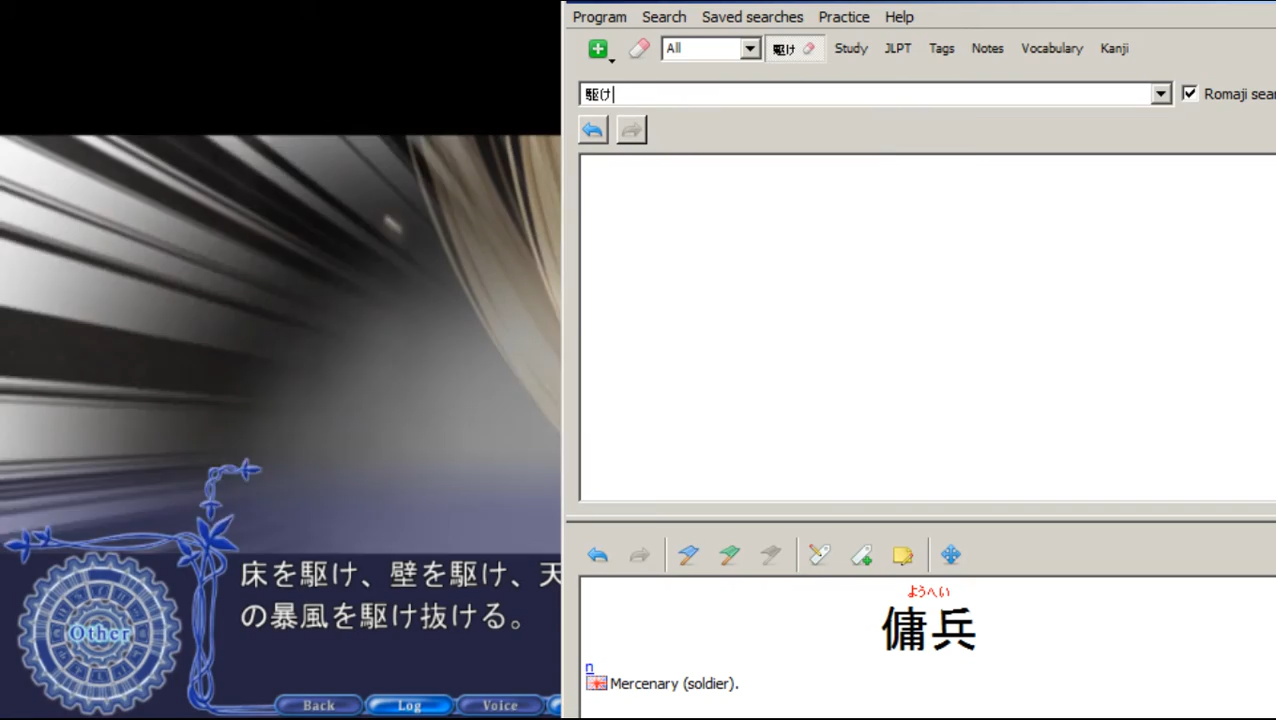 Program Search Saved searches Practice Help
All 駆け Study JLPT Tags Notes Vocabulary Kanji
駆け Romaji sear
床を駆け、壁を駆け、天
の暴風を駆け抜ける。
Other
Back Log Voice
ようへい
傭兵
n
Mercenary (soldier).